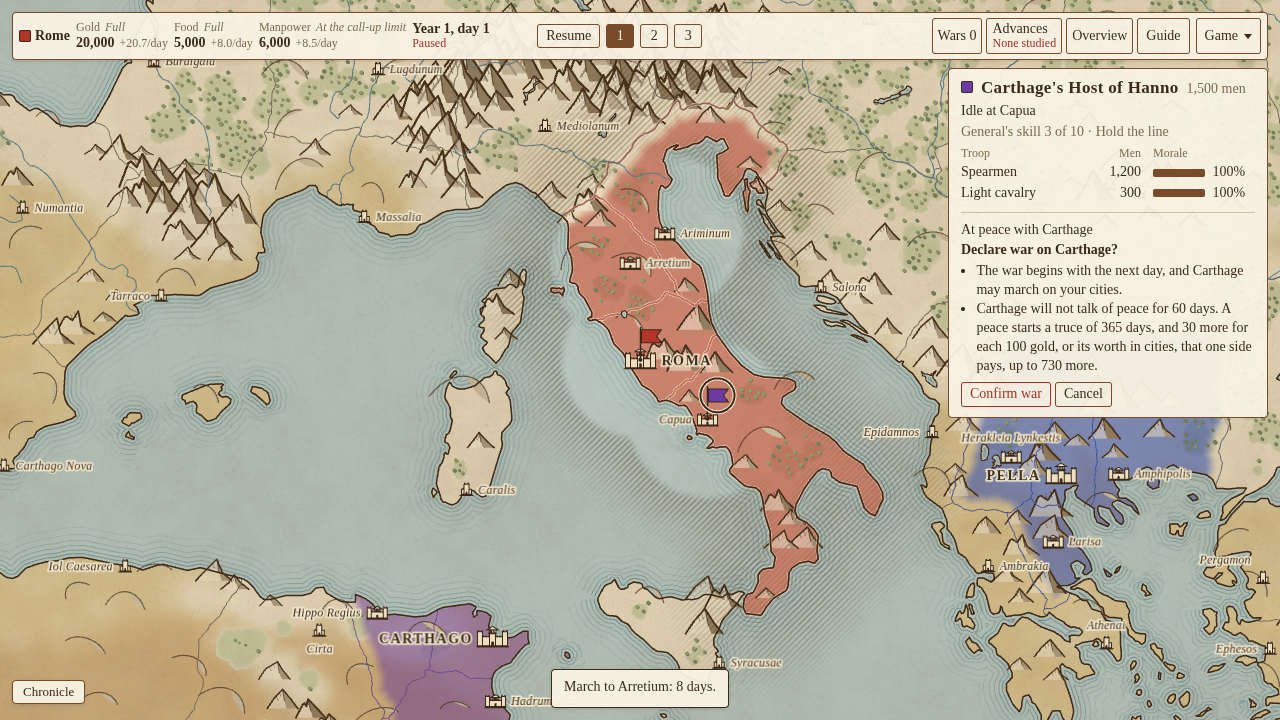 Rome
Gold Full
20,000 +20.7/day
Food Full
5,000 +8.0/day
Manpower At the call-up limit
6,000 +8.5/day
Year 1, day 1
Paused
Resume
1
2
3
Wars 0
Advances
None studied
Overview
Guide
Game
Carthage's Host of Hanno 1,500 men
Idle at Capua
General's skill 3 of 10 · Hold the line
Troop Men Morale
Spearmen 1,200 100%
Light cavalry 300 100%
At peace with Carthage
Declare war on Carthage?
• The war begins with the next day, and Carthage
may march on your cities.
• Carthage will not talk of peace for 60 days. A
peace starts a truce of 365 days, and 30 more for
each 100 gold, or its worth in cities, that one side
pays, up to 730 more.
Confirm war
Cancel
Burdigala
Lugdunum
Mediolanum
Numantia
Massalia
Ariminum
Arretium
Tarraco
Salona
ROMA
Capua
Epidamnos
Herakleia Lynkestis
PELLA
Amphipolis
Carthago Nova
Caralis
Larisa
Iol Caesarea
Ambrakia
Pergamon
Hippo Regius
CARTHAGO
Cirta
Athenai
Ephesos
Syracusae
Chronicle
March to Arretium: 8 days.